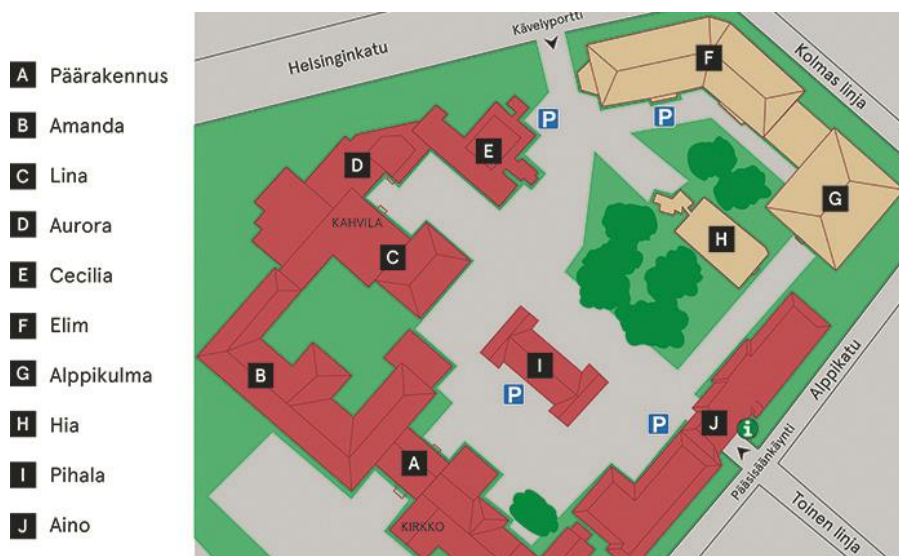 A Päärakennus
B Amanda
C Lina
D Aurora
E Cecilia
F Elim
G Alppikulma
H Hia
I Pihala
J Aino
Kävelyportti
Helsinginkatu
Kolmas linja
F
P
P
E
D
G
KAHVILA
H
C
I
B
P
Alppikatu
P
J
i
A
Pääsisäänkäynti
KIRKKO
Toinen linja